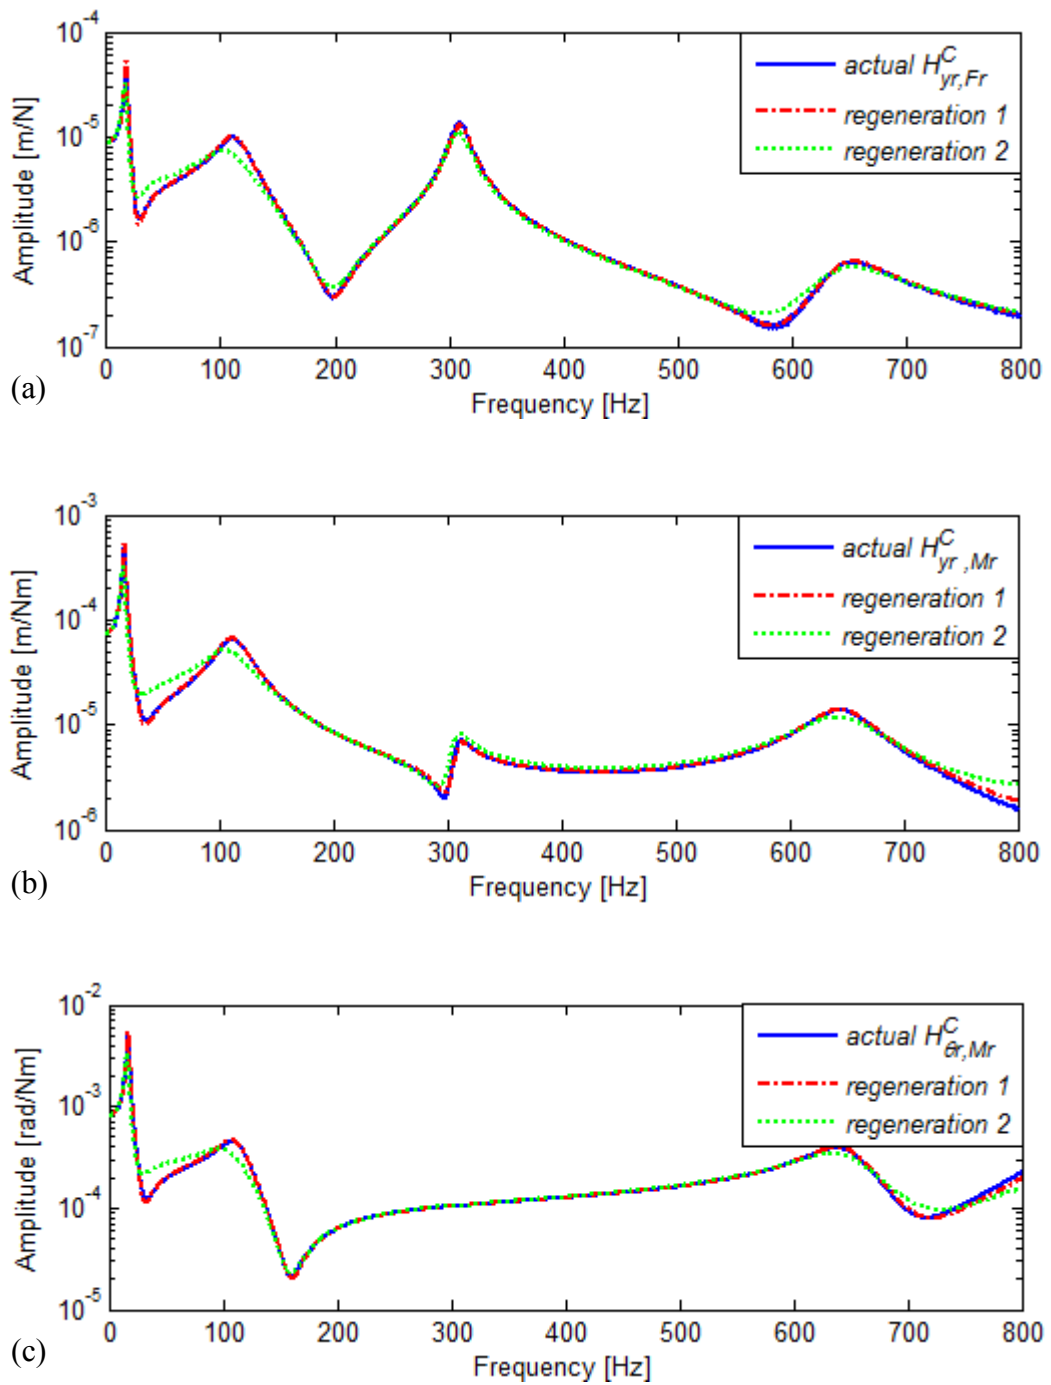 10^-4
10^-5
10^-6
10^-7
Amplitude [m/N]
actual H^C_yr,Fr
regeneration 1
regeneration 2
0 100 200 300 400 500 600 700 800
Frequency [Hz]
(a)
10^-3
10^-4
10^-5
10^-6
Amplitude [m/Nm]
actual H^C_yr ,Mr
regeneration 1
regeneration 2
0 100 200 300 400 500 600 700 800
Frequency [Hz]
(b)
10^-2
10^-3
10^-4
10^-5
Amplitude [rad/Nm]
actual H^C_θr,Mr
regeneration 1
regeneration 2
0 100 200 300 400 500 600 700 800
Frequency [Hz]
(c)